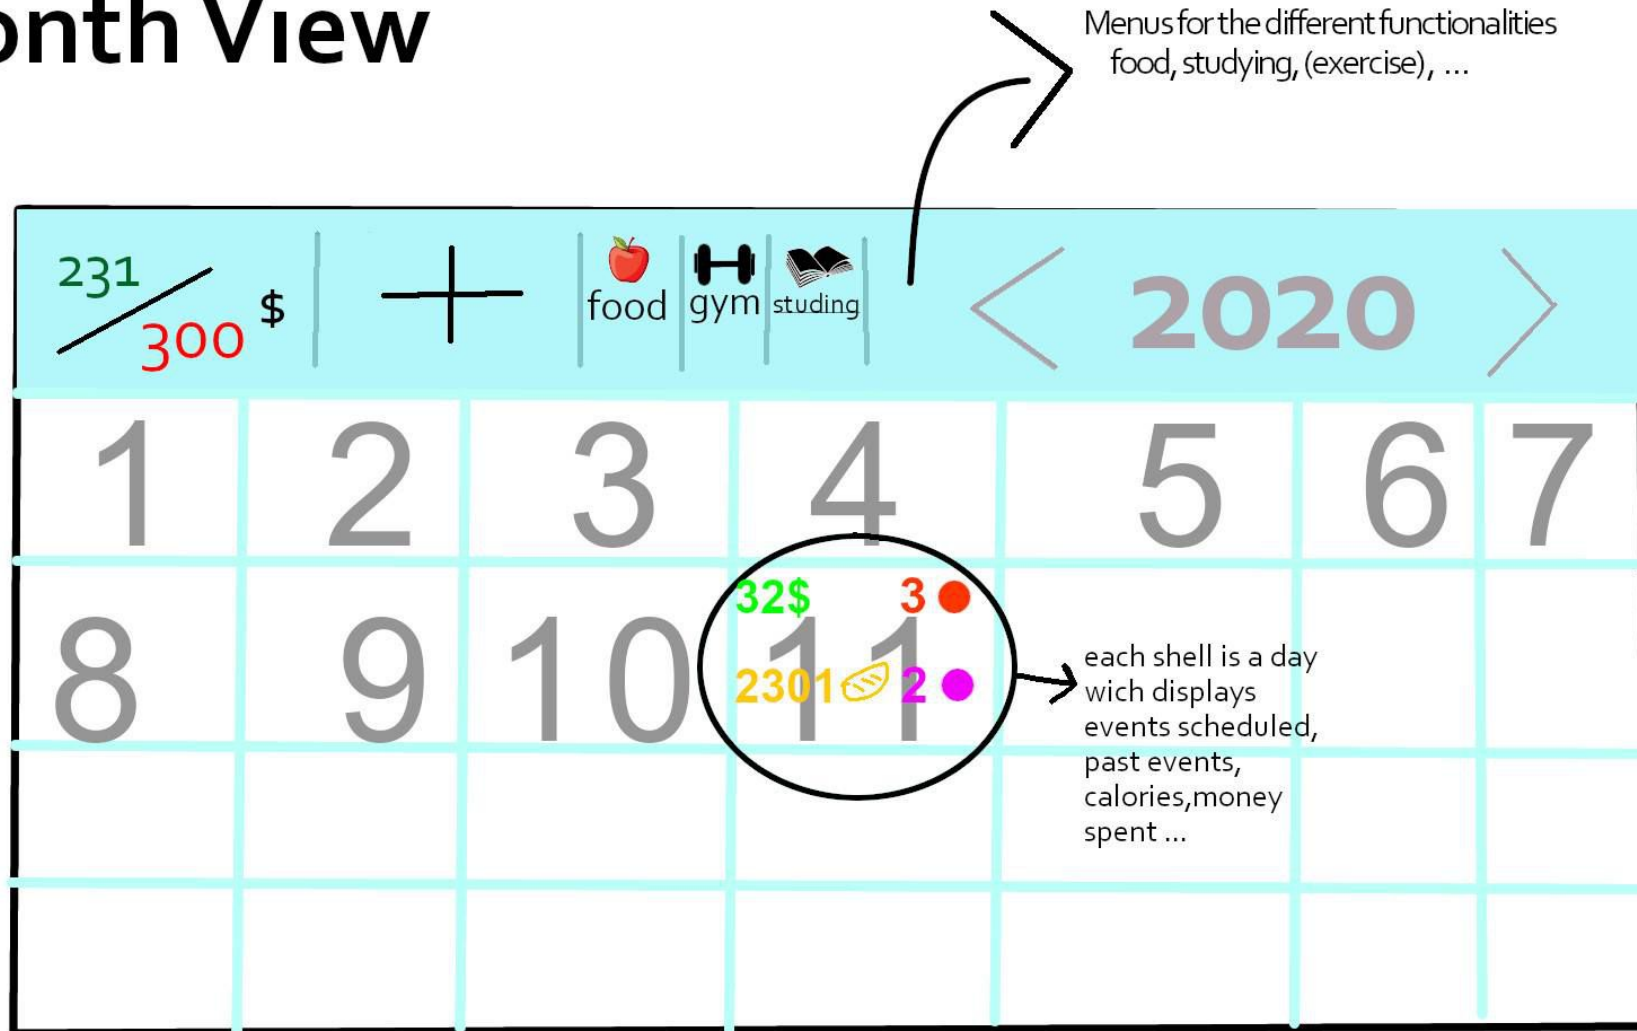 onth View
Menus for the different functionalities
food, studying, (exercise), ...
231
300 $
food gym studing
2020
1 2 3 4 5 6 7
32$ 3
8 9 10 11
2301 2
each shell is a day
wich displays
events scheduled,
past events,
calories,money
spent ...